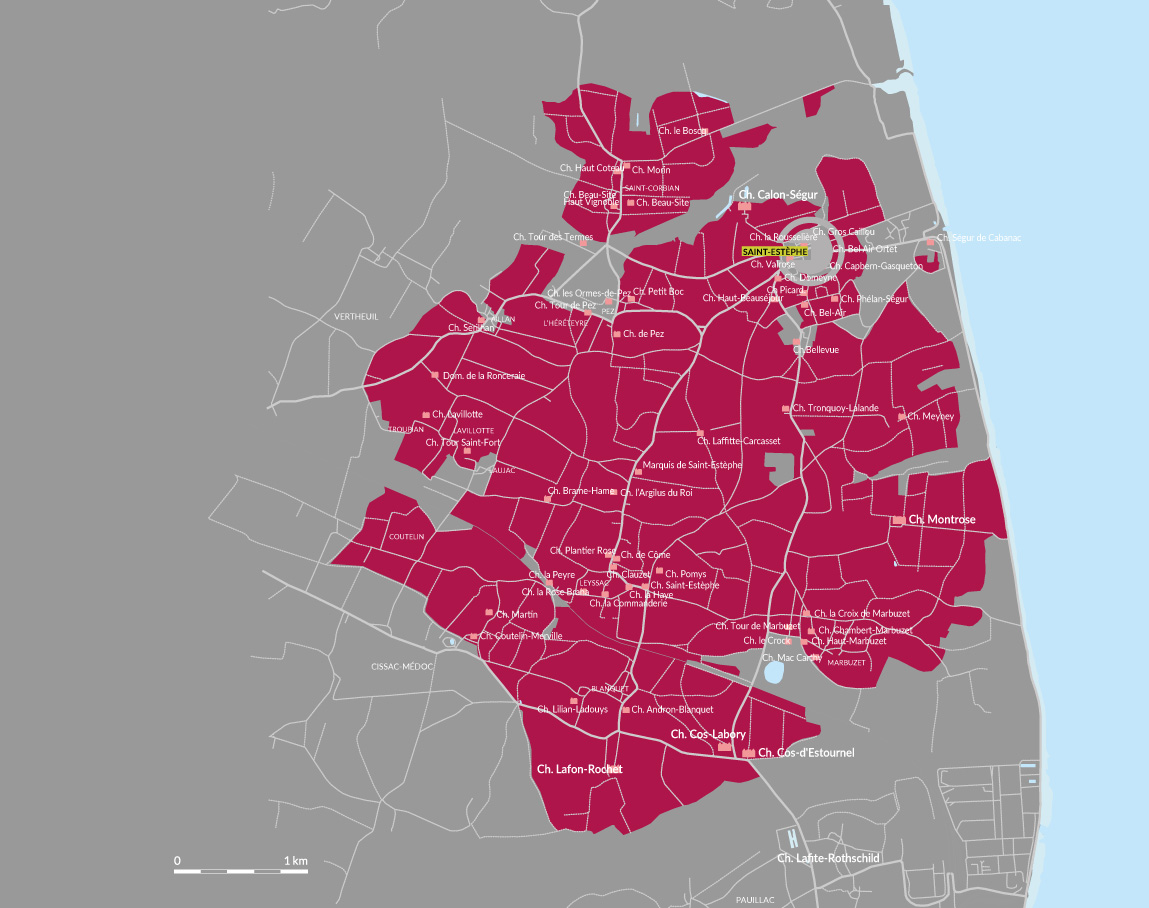 Ch. le Boscq
Ch. Haut Coteau
Ch. Morin
SAINT-CORBIAN
Ch. Beau-Site
Haut Vignoble
Ch. Beau-Site
Ch. Calon-Ségur
Ch. Tour des Termes
Ch. la Rousselière
Ch. Gros Caillou
Ch. Ségur de Cabanac
SAINT-ESTÈPHE
Ch. Bel Air Ortet
Ch. Valrose
Ch. Capbern-Gasqueton
Ch. Domeyne
Ch. les Ormes-de-Pez
Ch. Petit Boc
Ch. Picard
Ch. Haut-Beauséjour
Ch. Phélan-Ségur
Ch. Tour de Pez
PEZ
Ch. Bel-Air
VERTHEUIL
L'HÉRÉTEYRE
Ch. Sérilhan
Ch. de Pez
Ch. Bellevue
Dom. de la Ronceraie
Ch. Lavillotte
Ch. Tronquoy-Lalande
Ch. Meyney
TROUPIAN
LAVILLOTTE
Ch. Tour Saint-Fort
Ch. Laffitte-Carcasset
AUJAC
Marquis de Saint-Estèphe
Ch. Brame-Hame
Ch. l'Argilus du Roi
Ch. Montrose
COUTELIN
Ch. Plantier Rose
Ch. de Côme
Ch. la Peyre
Ch. Clauzet
Ch. Pomys
LEYSSAC
Ch. Saint-Estèphe
Ch. la Rose Brana
Ch. la Haye
Ch. la Commanderie
Ch. Martin
Ch. la Croix de Marbuzet
Ch. Tour de Marbuzet
Ch. Chambert-Marbuzet
Ch. Coutelin-Merville
Ch. le Crock
Ch. Haut-Marbuzet
Ch. Mac Carthy
MARBUZET
CISSAC-MÉDOC
BLANQUET
Ch. Lilian-Ladouys
Ch. Andron-Blanquet
Ch. Cos-Labory
Ch. Cos-d'Estournel
Ch. Lafon-Rochet
0 1 km
Ch. Lafite-Rothschild
PAUILLAC